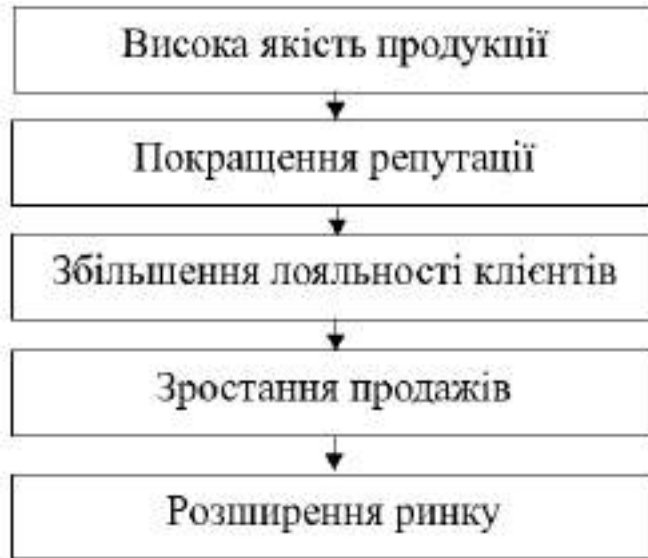 Висока якість продукції
Покращення репутації
Збільшення лояльності клієнтів
Зростання продажів
Розширення ринку